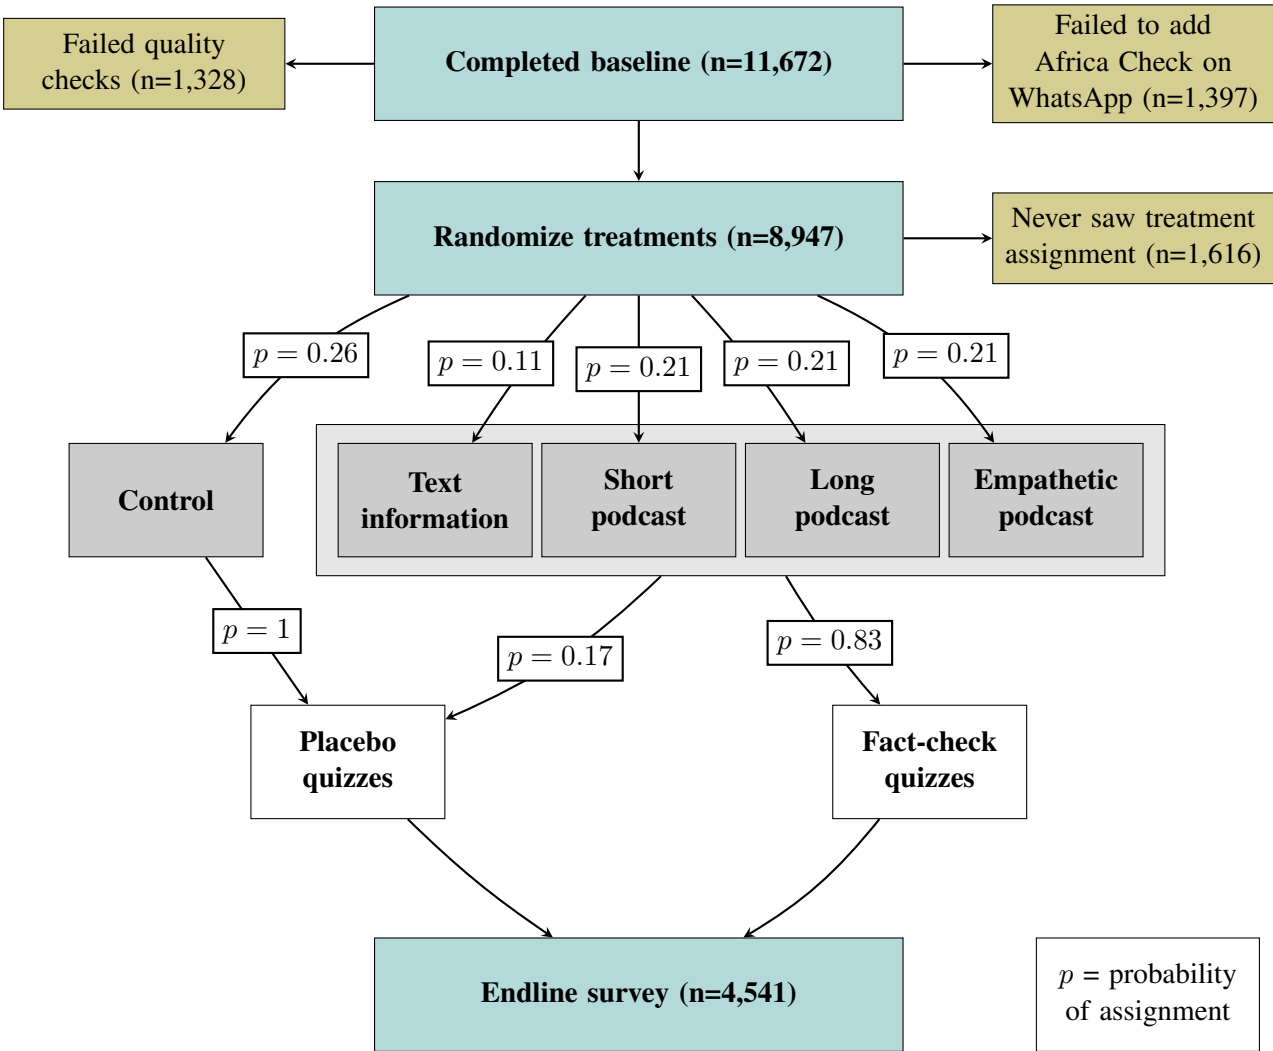 Failed quality
checks (n=1,328)
Completed baseline (n=11,672)
Failed to add
Africa Check on
WhatsApp (n=1,397)
Randomize treatments (n=8,947)
Never saw treatment
assignment (n=1,616)
p = 0.26
p = 0.11
p = 0.21
p = 0.21
p = 0.21
Control
Text
information
Short
podcast
Long
podcast
Empathetic
podcast
p = 1
p = 0.17
p = 0.83
Placebo
quizzes
Fact-check
quizzes
Endline survey (n=4,541)
p = probability
of assignment